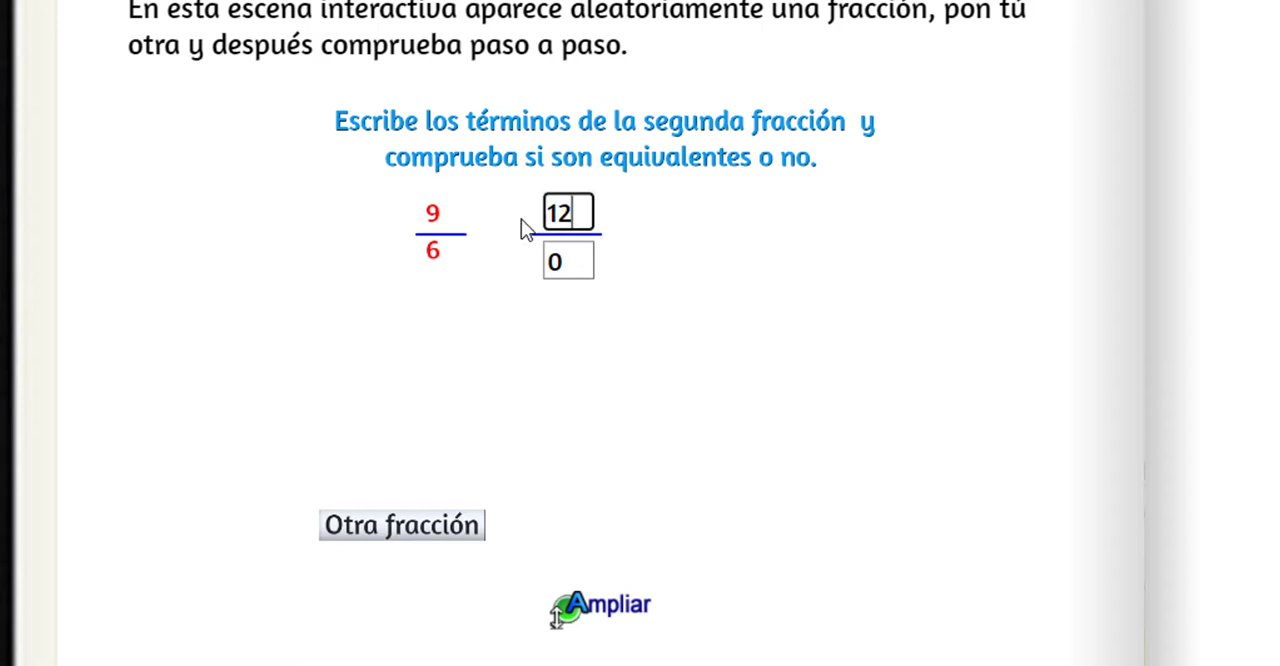 En esta escena interactiva aparece aleatoriamente una fracción, pon tú
otra y después comprueba paso a paso.
Escribe los términos de la segunda fracción y
comprueba si son equivalentes o no.
9
6
12
0
Otra fracción
Ampliar